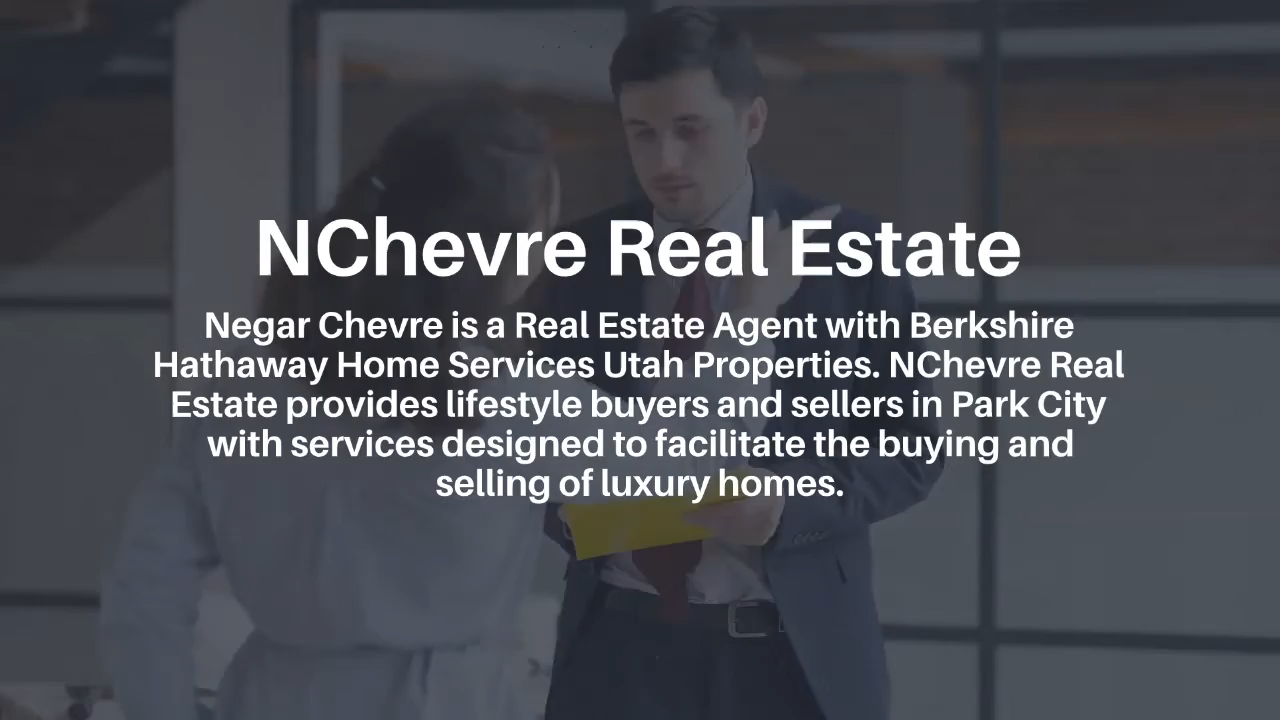 NChevre Real Estate
Negar Chevre is a Real Estate Agent with Berkshire
Hathaway Home Services Utah Properties. NChevre Real
Estate provides lifestyle buyers and sellers in Park City
with services designed to facilitate the buying and
selling of luxury homes.